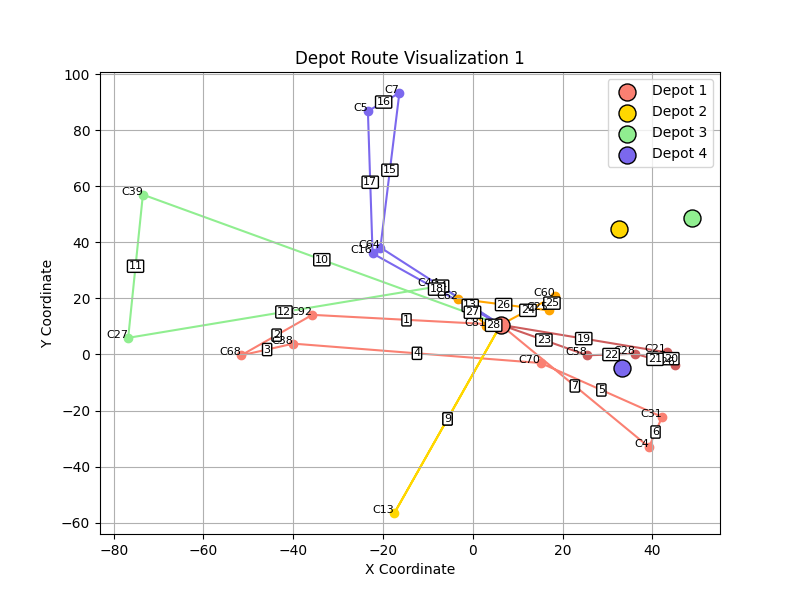 Depot Route Visualization 1
Depot 1
Depot 2
Depot 3
Depot 4
Y Coordinate
X Coordinate
100
80
60
40
20
0
−20
−40
−60
−80
−60
−40
−20
0
20
40
C7
C5
16
15
17
C39
C64
C16
10
11
18
C62
C60
13
26
25
C27
12
C92
1
27
24
C81
28
2
C38
C68
3
4
C70
23
19
C58
22
C28
C21
21
20
7
5
C31
6
C4
9
C13